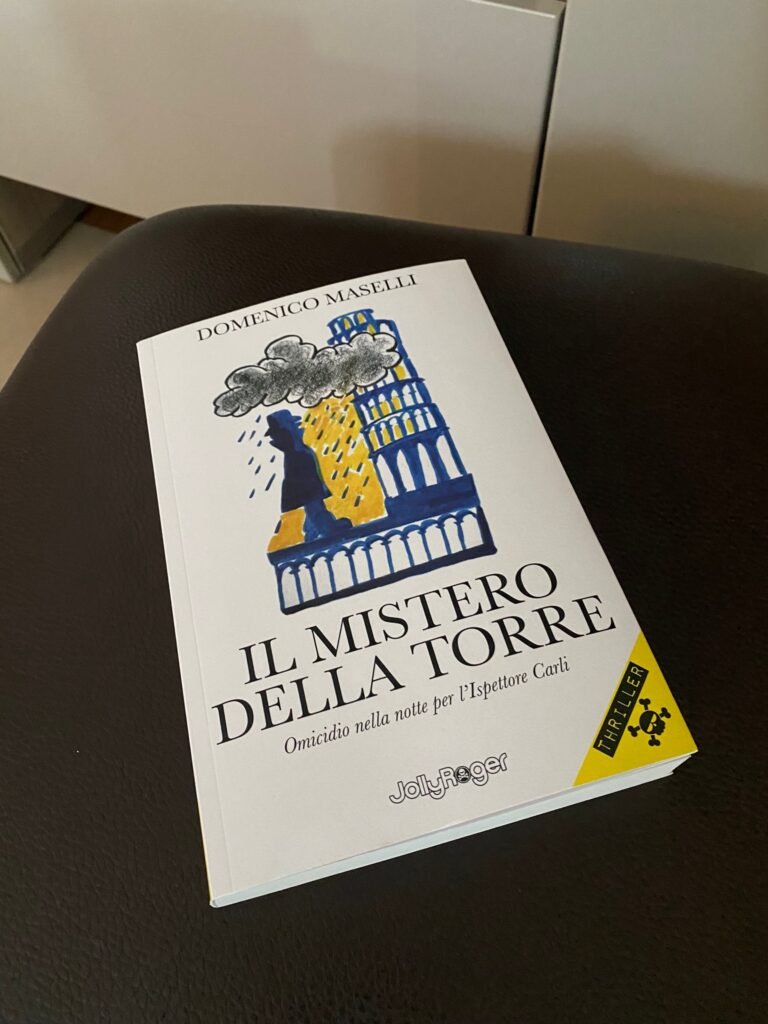 DOMENICO MASELLI
IL MISTERO
DELLA TORRE
Omicidio nella notte per l'Ispettore Carli
THRILLER
JollyRoger